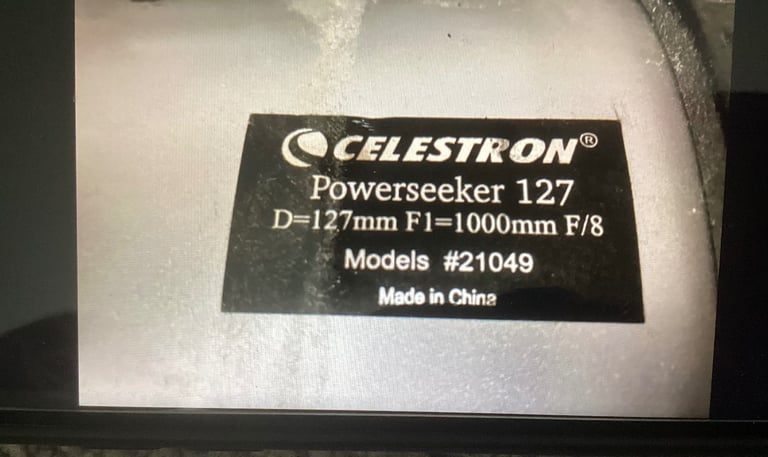 CELESTRON®
Powerseeker 127
D=127mm F1=1000mm F/8
Models #21049
Made in China